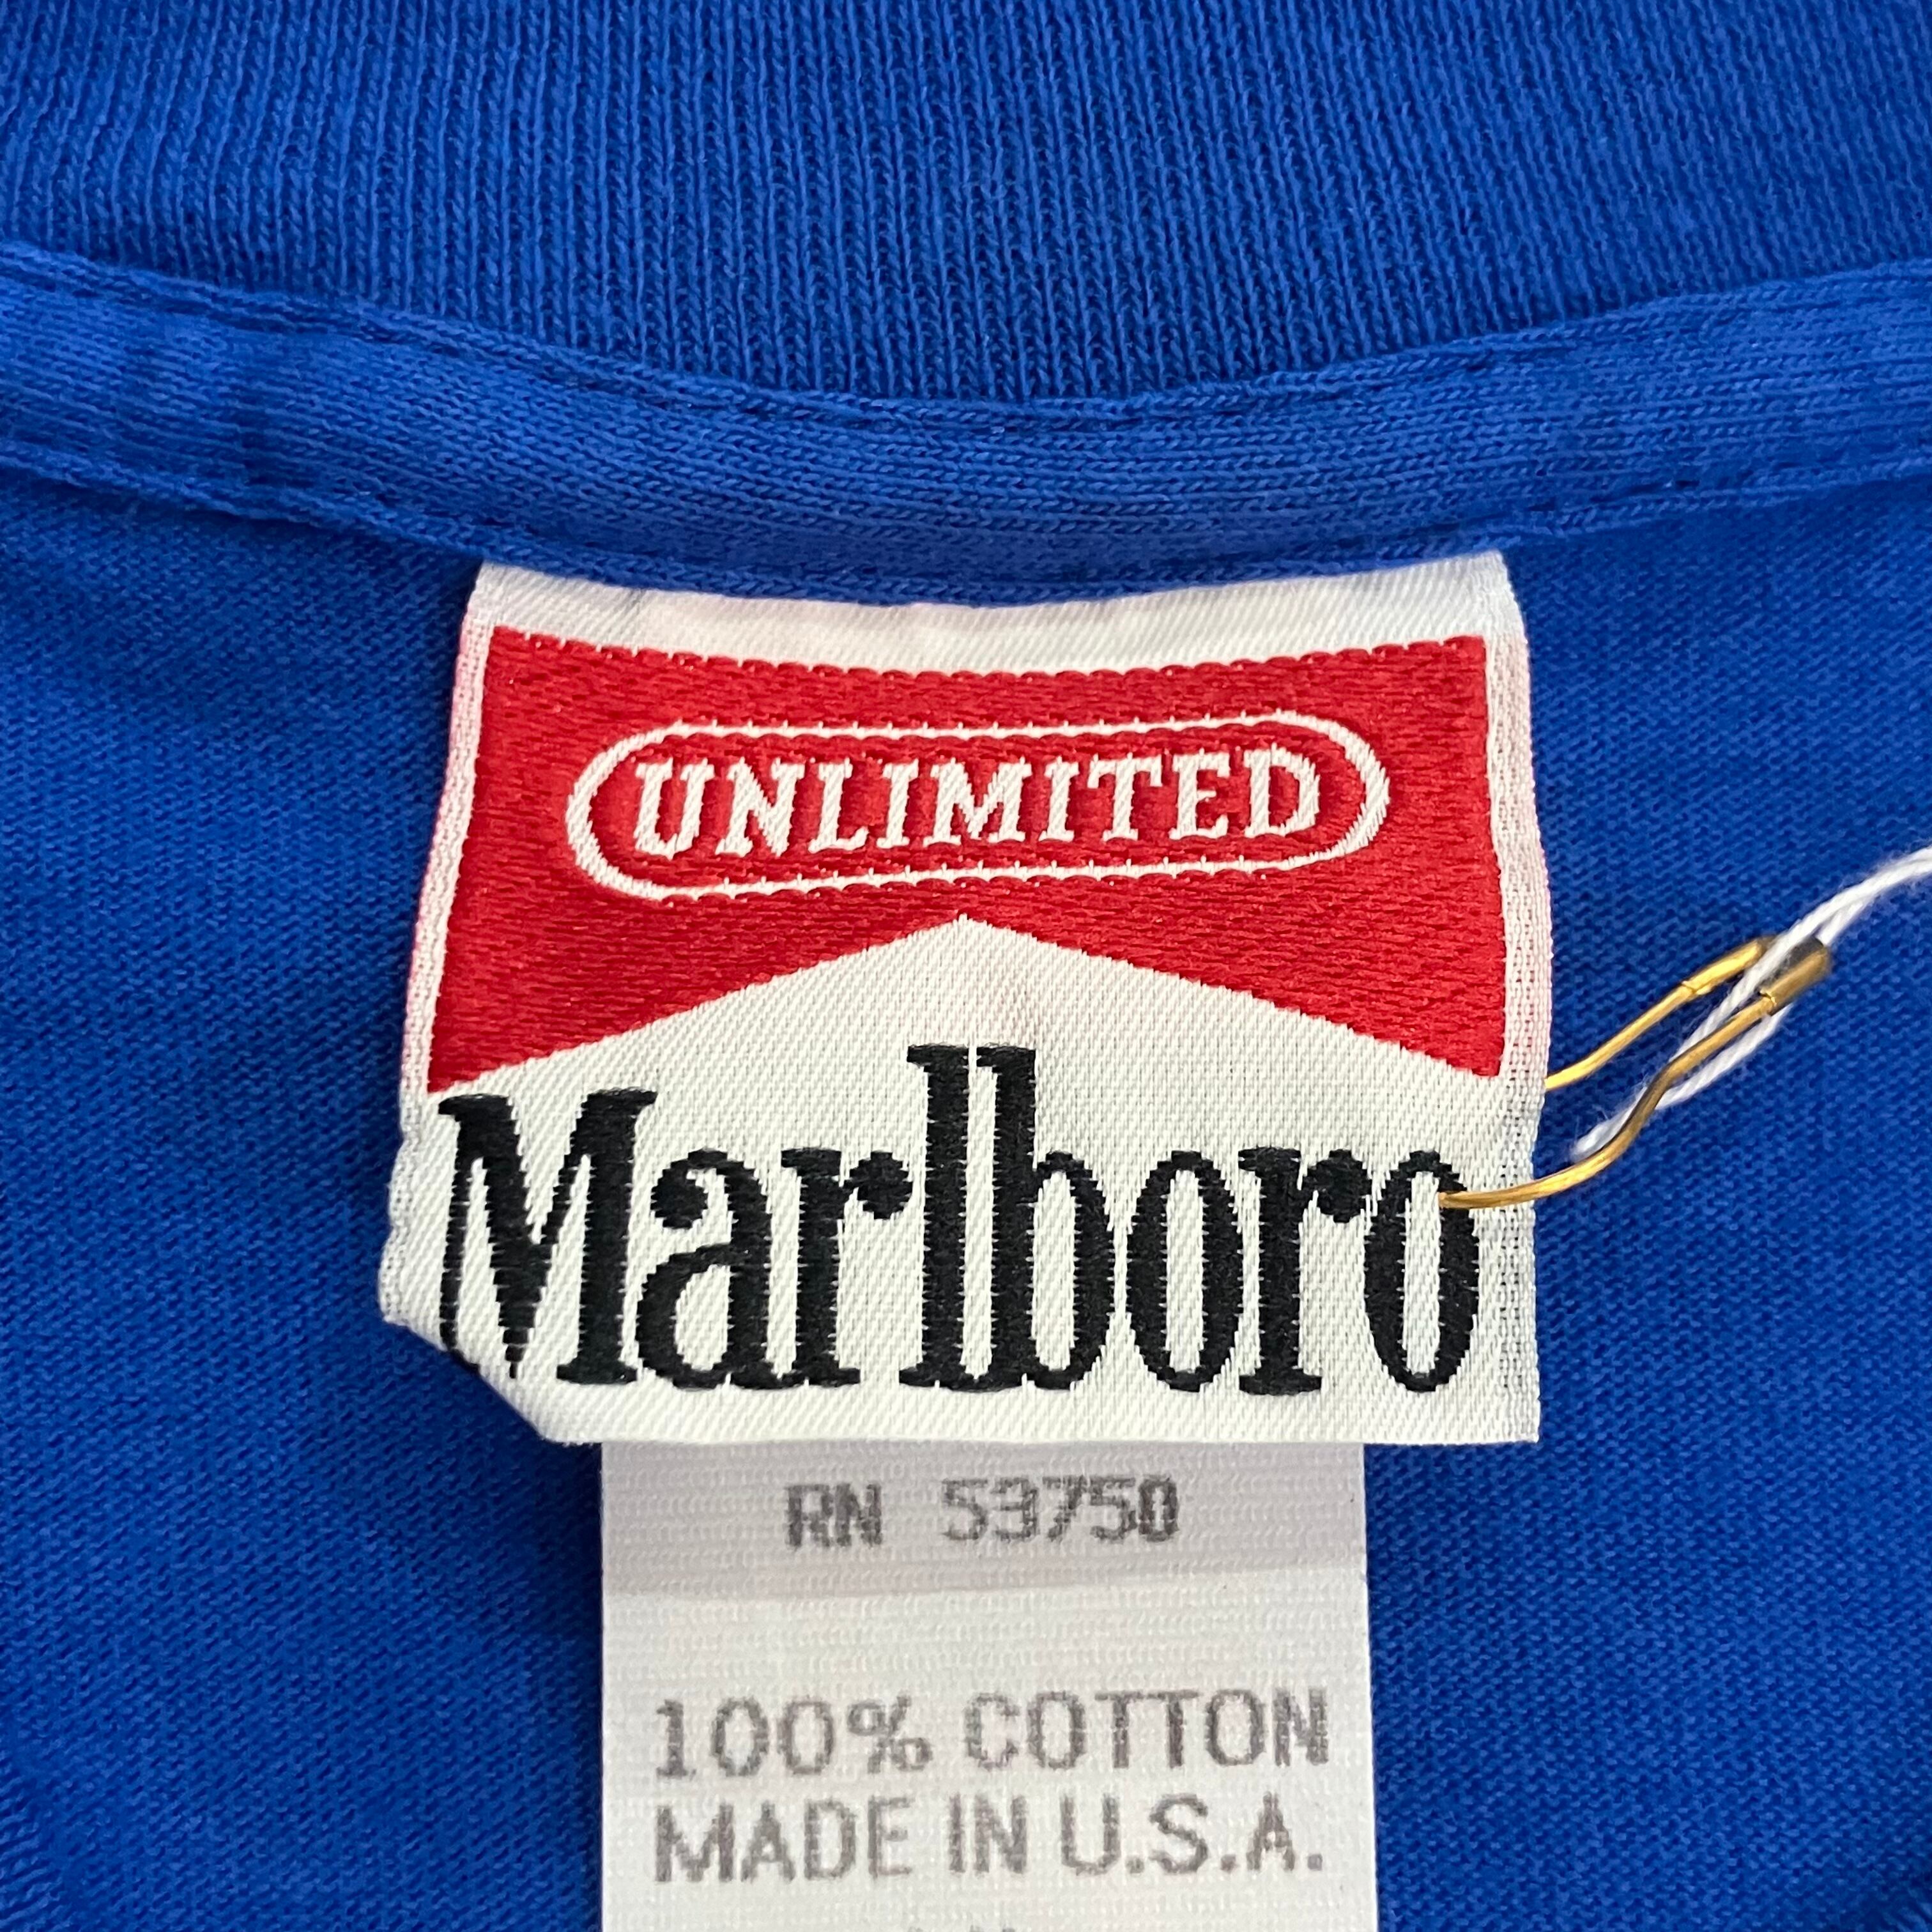 UNLIMITED
Marlboro
RN 53750
100% COTTON
MADE IN U.S.A.